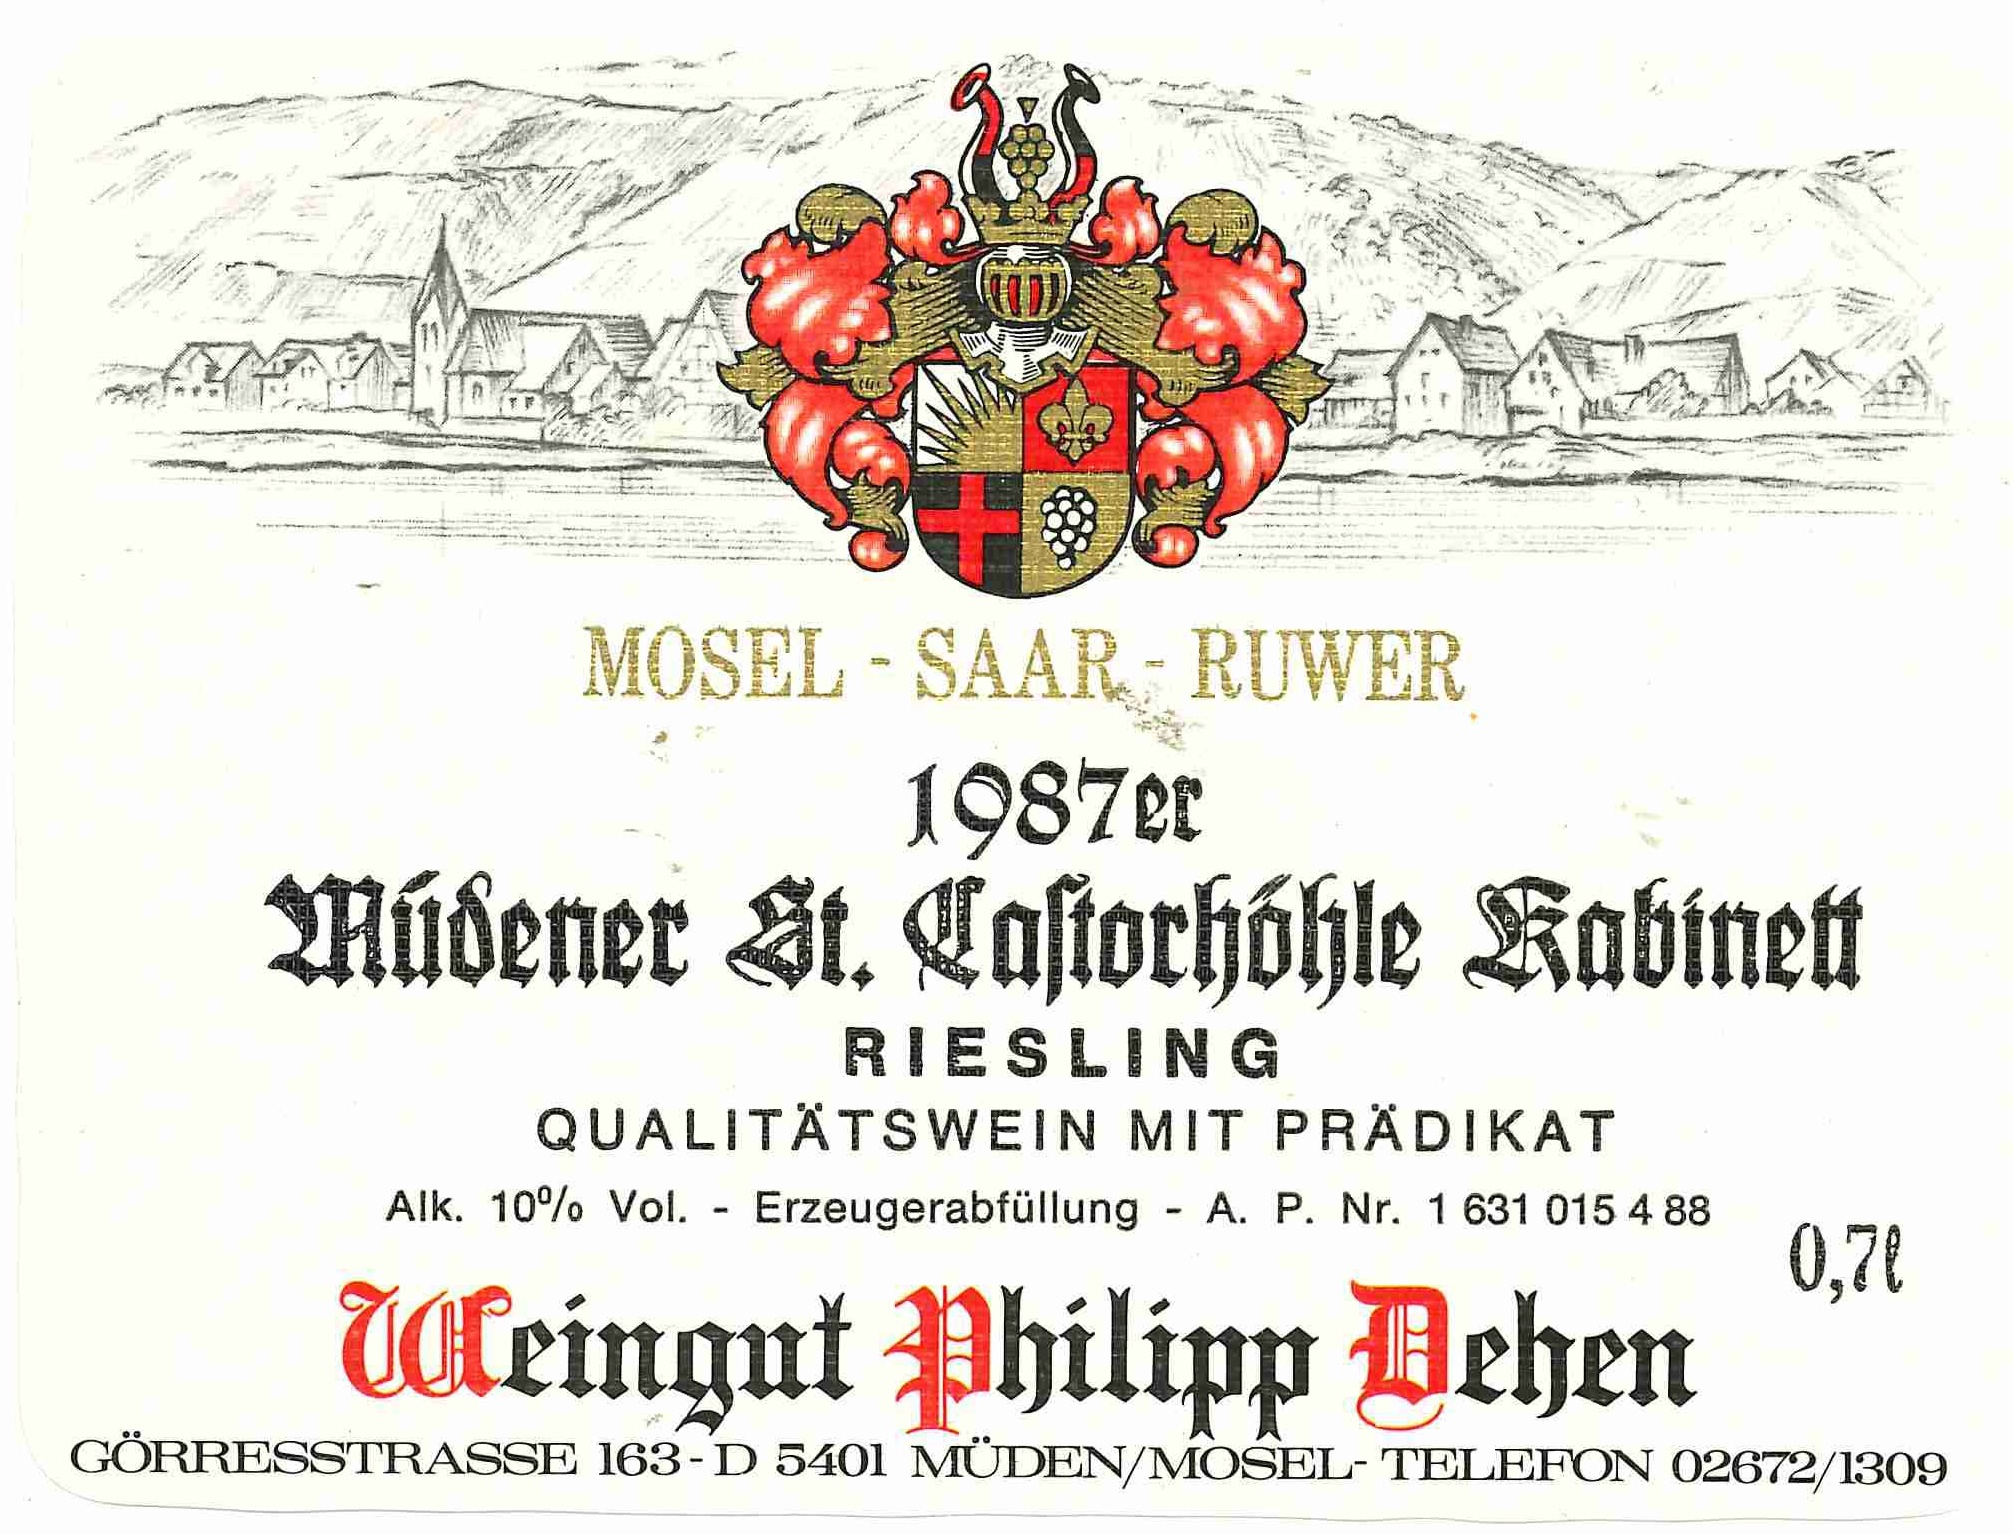 MOSEL - SAAR - RUWER
1987er
Müdener St. Castorhöhle Kabinett
RIESLING
QUALITÄTSWEIN MIT PRÄDIKAT
Alk. 10% Vol. - Erzeugerabfüllung - A. P. Nr. 1 631 015 4 88
0,7l
Weingut Philipp Dehen
GÖRRESSTRASSE 163 - D 5401 MÜDEN/MOSEL - TELEFON 02672/1309